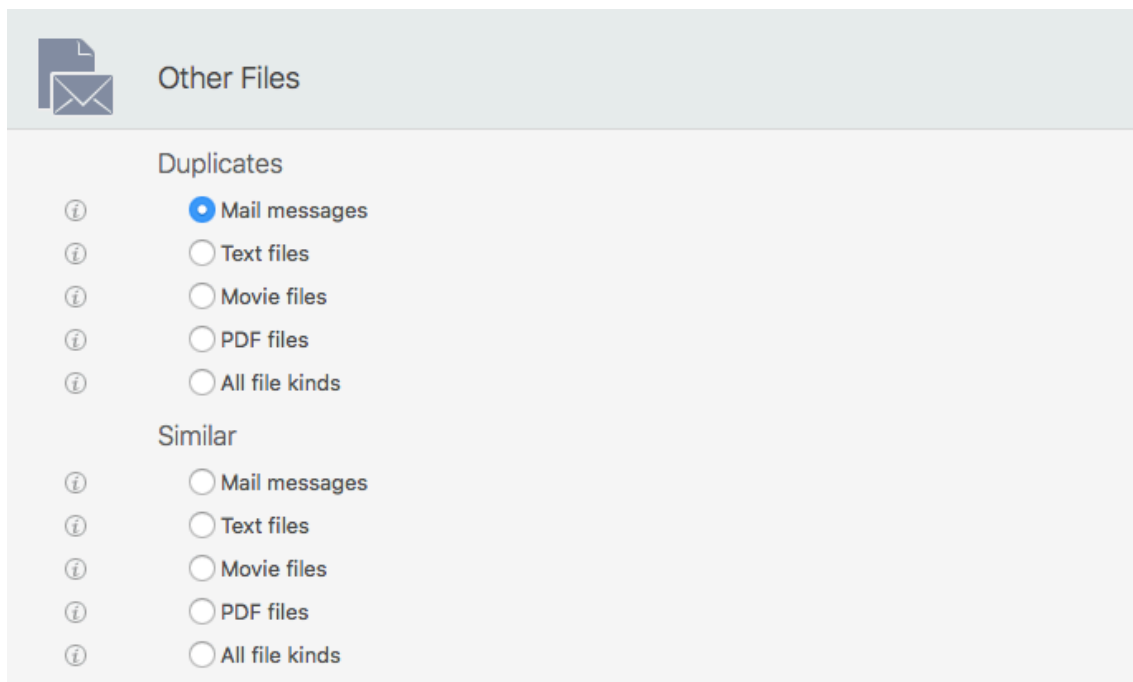 Other Files
Duplicates
Mail messages
Text files
Movie files
PDF files
All file kinds
Similar
Mail messages
Text files
Movie files
PDF files
All file kinds